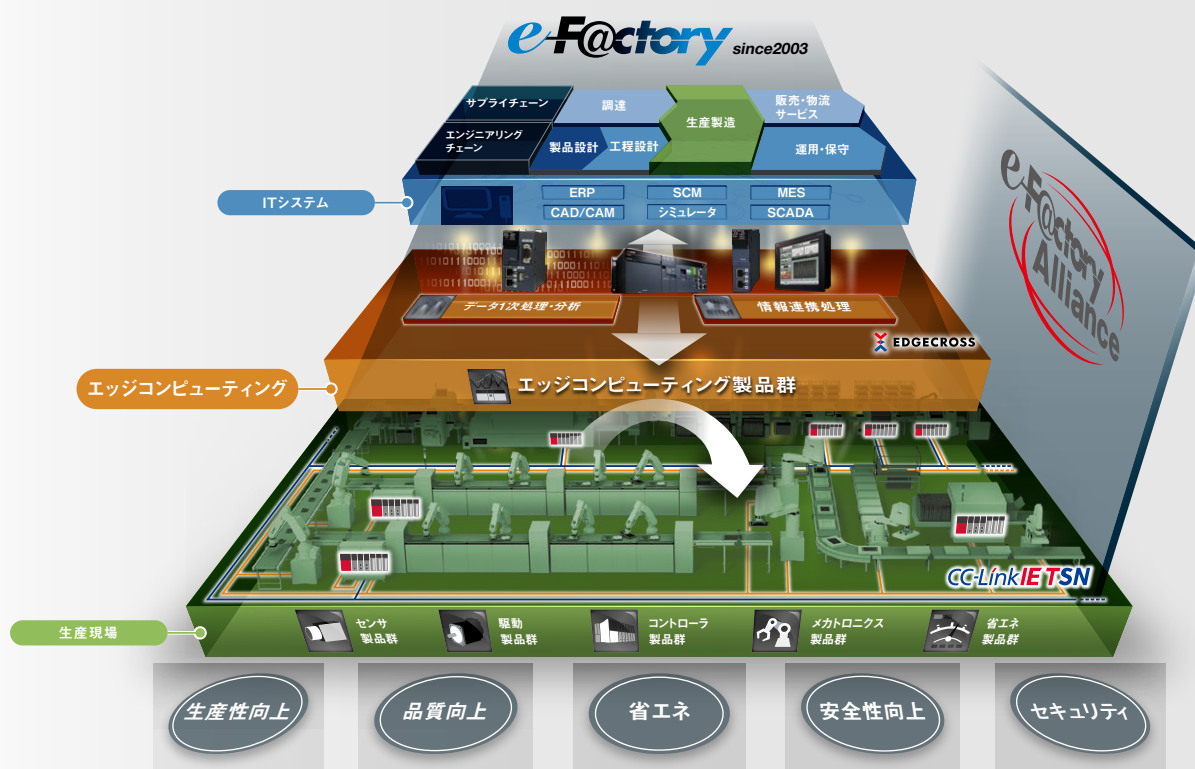 e-F@ctory since2003
サプライチェーン
調達
生産製造
販売・物流
サービス
エンジニアリング
チェーン
製品設計
工程設計
運用・保守
ITシステム
ERP
SCM
MES
CAD/CAM
シミュレータ
SCADA
e-F@ctory
Alliance
データ1次処理・分析
情報連携処理
EDGECROSS
エッジコンピューティング
エッジコンピューティング製品群
CC-Link IE TSN
生産現場
センサ
製品群
駆動
製品群
コントローラ
製品群
メカトロニクス
製品群
省エネ
製品群
生産性向上
品質向上
省エネ
安全性向上
セキュリティ